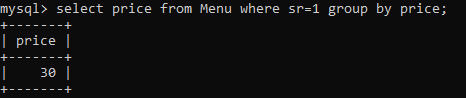 mysql> select price from Menu where sr=1 group by price;
+-------+
| price |
+-------+
|    30 |
+-------+